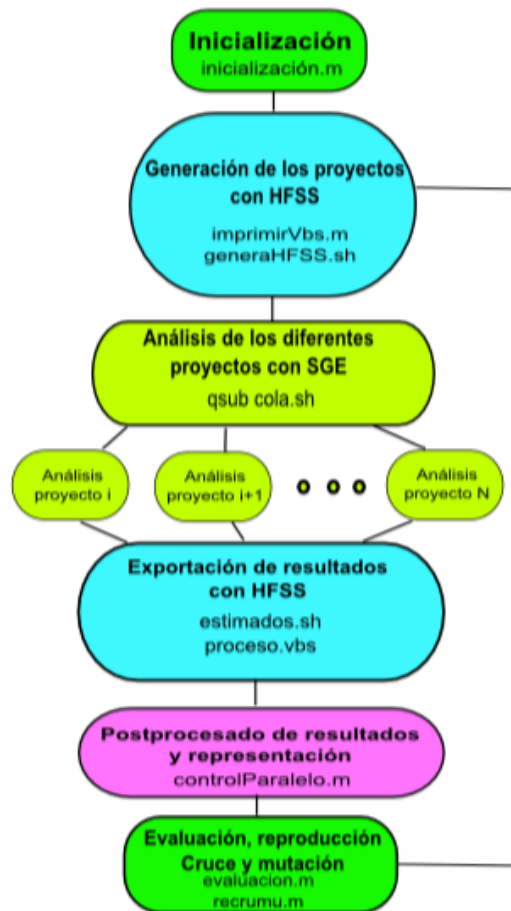 Inicialización
inicialización.m
Generación de los proyectos
con HFSS
imprimirVbs.m
generaHFSS.sh
Análisis de los diferentes
proyectos con SGE
qsub cola.sh
Análisis
proyecto i
Análisis
proyecto i+1
Análisis
proyecto N
Exportación de resultados
con HFSS
estimados.sh
proceso.vbs
Postprocesado de resultados
y representación
controlParalelo.m
Evaluación, reproducción
Cruce y mutación
evaluacion.m
recrumu.m